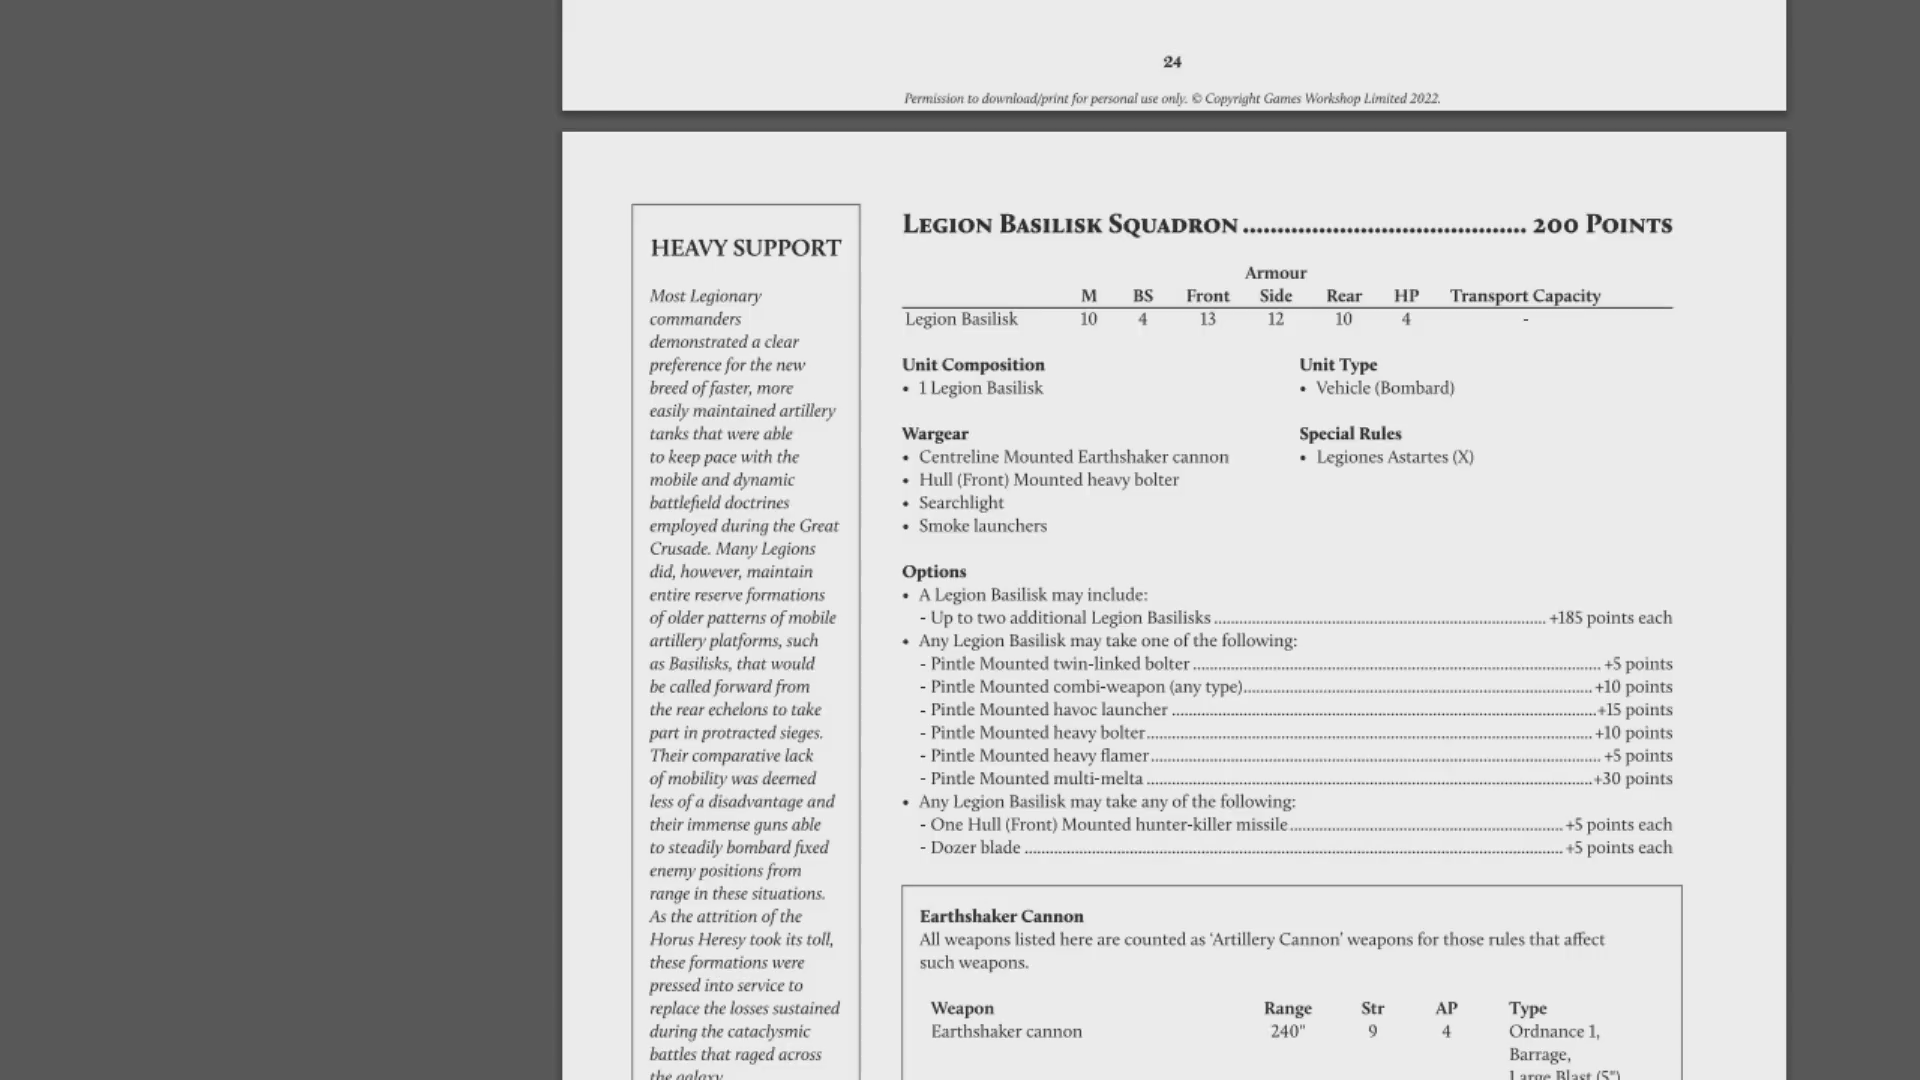 24
Permission to download/print for personal use only. © Copyright Games Workshop Limited 2022.
HEAVY SUPPORT
Most Legionary
commanders
demonstrated a clear
preference for the new
breed of faster, more
easily maintained artillery
tanks that were able
to keep pace with the
mobile and dynamic
battlefield doctrines
employed during the Great
Crusade. Many Legions
did, however, maintain
entire reserve formations
of older patterns of mobile
artillery platforms, such
as Basilisks, that would
be called forward from
the rear echelons to take
part in protracted sieges.
Their comparative lack
of mobility was deemed
less of a disadvantage and
their immense guns able
to steadily bombard fixed
enemy positions from
range in these situations.
As the attrition of the
Horus Heresy took its toll,
these formations were
pressed into service to
replace the losses sustained
during the cataclysmic
battles that raged across
the galaxy.
Legion Basilisk Squadron ........................................ 200 Points
Armour
M BS Front Side Rear HP Transport Capacity
Legion Basilisk 10 4 13 12 10 4 -
Unit Composition
• 1 Legion Basilisk
Unit Type
• Vehicle (Bombard)
Wargear
• Centreline Mounted Earthshaker cannon
• Hull (Front) Mounted heavy bolter
• Searchlight
• Smoke launchers
Special Rules
• Legiones Astartes (X)
Options
• A Legion Basilisk may include:
- Up to two additional Legion Basilisks ........................................ +185 points each
• Any Legion Basilisk may take one of the following:
- Pintle Mounted twin-linked bolter ........................................ +5 points
- Pintle Mounted combi-weapon (any type) ........................................ +10 points
- Pintle Mounted havoc launcher ........................................ +15 points
- Pintle Mounted heavy bolter ........................................ +10 points
- Pintle Mounted heavy flamer ........................................ +5 points
- Pintle Mounted multi-melta ........................................ +30 points
• Any Legion Basilisk may take any of the following:
- One Hull (Front) Mounted hunter-killer missile ........................................ +5 points each
- Dozer blade ........................................ +5 points each
Earthshaker Cannon
All weapons listed here are counted as ‘Artillery Cannon’ weapons for those rules that affect
such weapons.
Weapon Range Str AP Type
Earthshaker cannon 240" 9 4 Ordnance 1,
Barrage,
Large Blast (5")